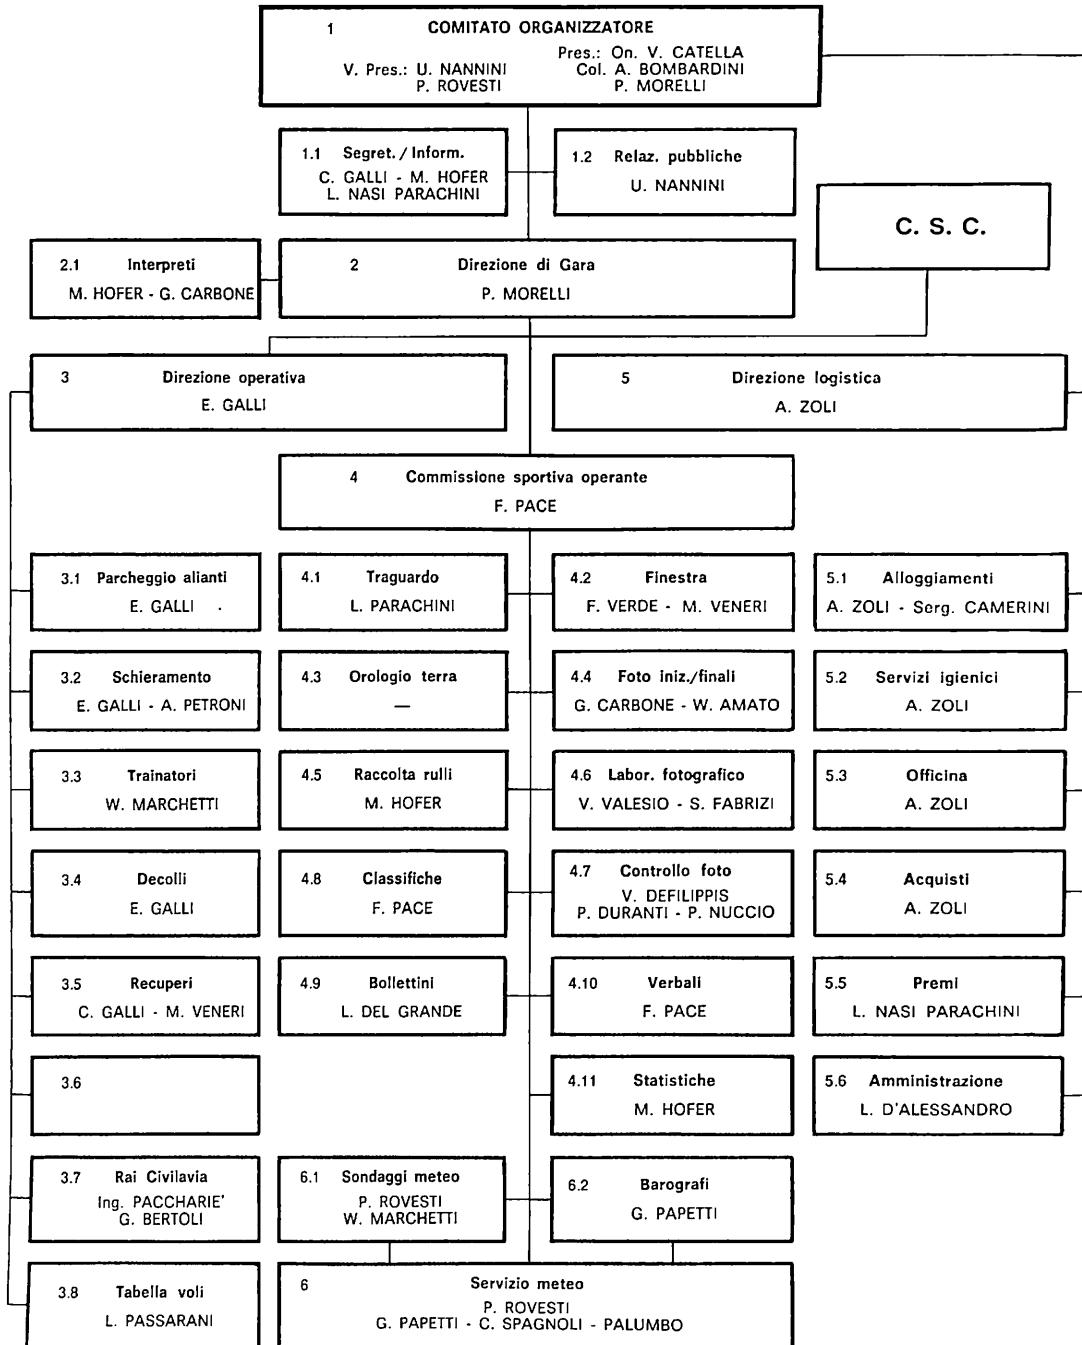 1 COMITATO ORGANIZZATORE
Pres.: On. V. CATELLA
V. Pres.: U. NANNINI Col. A. BOMBARDINI
P. ROVESTI P. MORELLI
1.1 Segret. / Inform.
C. GALLI - M. HOFER
L. NASI PARACHINI
1.2 Relaz. pubbliche
U. NANNINI
C. S. C.
2.1 Interpreti
M. HOFER - G. CARBONE
2 Direzione di Gara
P. MORELLI
3 Direzione operativa
E. GALLI
5 Direzione logistica
A. ZOLI
4 Commissione sportiva operante
F. PACE
3.1 Parcheggio alianti
E. GALLI
4.1 Traguardo
L. PARACHINI
4.2 Finestra
F. VERDE - M. VENERI
5.1 Alloggiamenti
A. ZOLI - Serg. CAMERINI
3.2 Schieramento
E. GALLI - A. PETRONI
4.3 Orologio terra
—
4.4 Foto iniz./finali
G. CARBONE - W. AMATO
5.2 Servizi igienici
A. ZOLI
3.3 Trainatori
W. MARCHETTI
4.5 Raccolta rulli
M. HOFER
4.6 Labor. fotografico
V. VALESIO - S. FABRIZI
5.3 Officina
A. ZOLI
3.4 Decolli
E. GALLI
4.8 Classifiche
F. PACE
4.7 Controllo foto
V. DEFILIPPIS
P. DURANTI - P. NUCCIO
5.4 Acquisti
A. ZOLI
3.5 Recuperi
C. GALLI - M. VENERI
4.9 Bollettini
L. DEL GRANDE
4.10 Verbali
F. PACE
5.5 Premi
L. NASI PARACHINI
3.6
4.11 Statistiche
M. HOFER
5.6 Amministrazione
L. D'ALESSANDRO
3.7 Rai Civilavia
Ing. PACCHARIE'
G. BERTOLI
6.1 Sondaggi meteo
P. ROVESTI
W. MARCHETTI
6.2 Barografi
G. PAPETTI
3.8 Tabella voli
L. PASSARANI
6 Servizio meteo
P. ROVESTI
G. PAPETTI - C. SPAGNOLI - PALUMBO